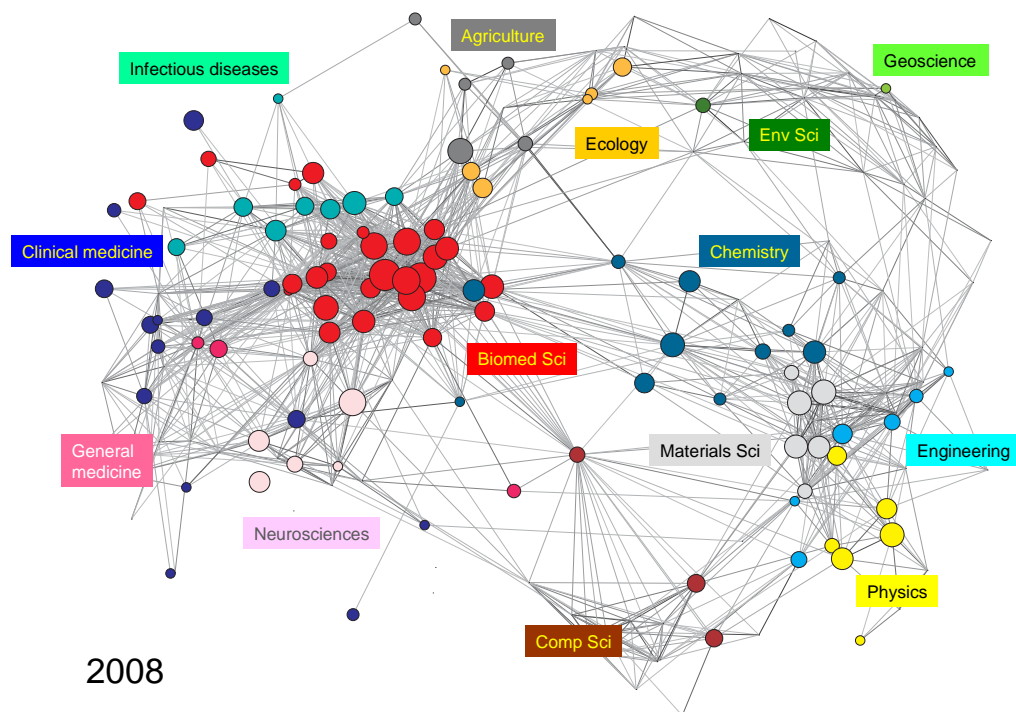 Agriculture
Infectious diseases
Geoscience
Ecology
Env Sci
Clinical medicine
Chemistry
Biomed Sci
General
medicine
Materials Sci
Engineering
Neurosciences
Physics
Comp Sci
2008